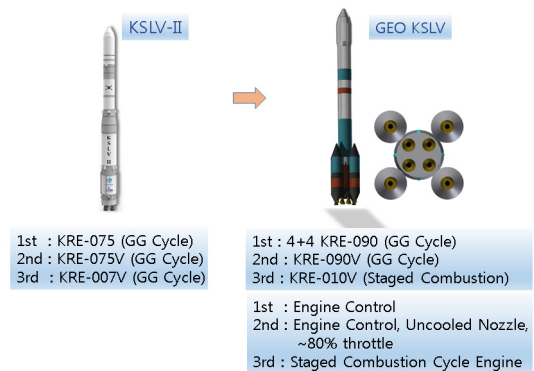 KSLV-II
GEO KSLV
KSLV II
1st : KRE-075 (GG Cycle)
2nd : KRE-075V (GG Cycle)
3rd : KRE-007V (GG Cycle)
1st : 4+4 KRE-090 (GG Cycle)
2nd : KRE-090V (GG Cycle)
3rd : KRE-010V (Staged Combustion)
1st : Engine Control
2nd : Engine Control, Uncooled Nozzle,
~80% throttle
3rd : Staged Combustion Cycle Engine